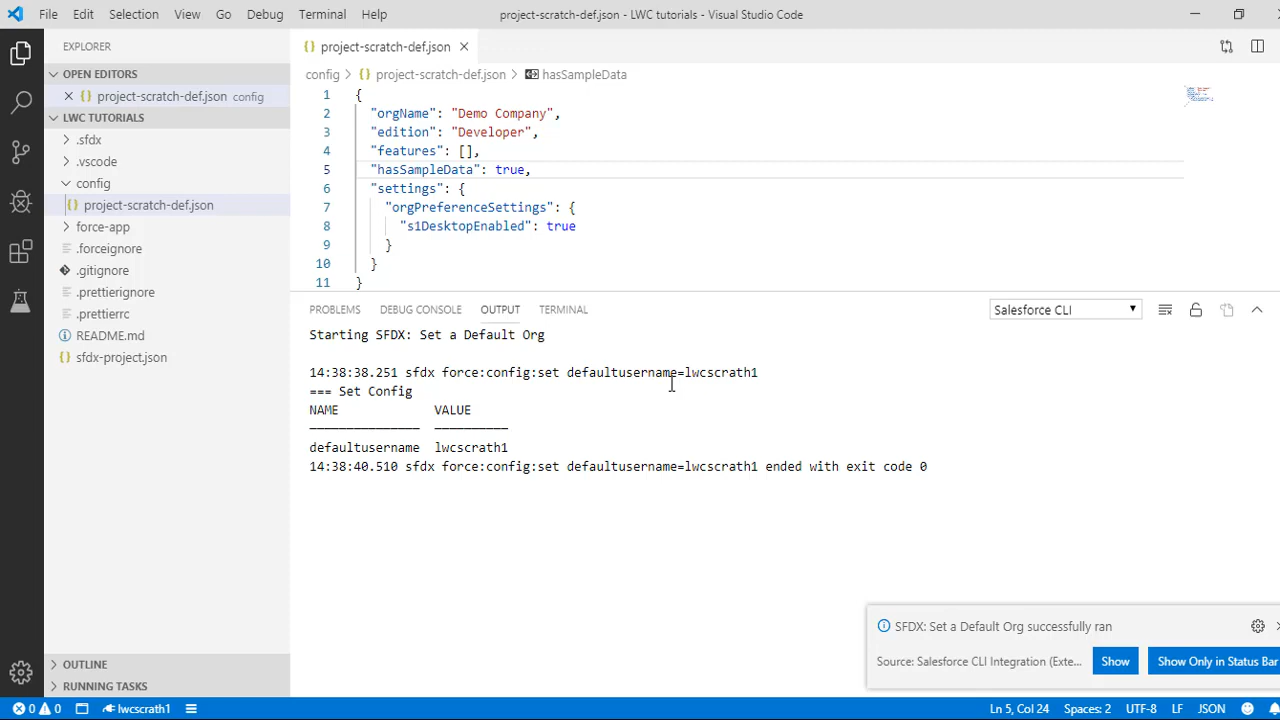 File Edit Selection View Go Debug Terminal Help
project-scratch-def.json - LWC tutorials - Visual Studio Code
EXPLORER
OPEN EDITORS
project-scratch-def.json config
LWC TUTORIALS
.sfdx
.vscode
config
{} project-scratch-def.json
force-app
.forceignore
.gitignore
.prettierignore
.prettierrc
README.md
{} sfdx-project.json
OUTLINE
RUNNING TASKS
{} project-scratch-def.json
config > {} project-scratch-def.json > hasSampleData
1 {
2 "orgName": "Demo Company",
3 "edition": "Developer",
4 "features": [],
5 "hasSampleData": true,
6 "settings": {
7 "orgPreferenceSettings": {
8 "s1DesktopEnabled": true
9 }
10 }
11 }
PROBLEMS DEBUG CONSOLE OUTPUT TERMINAL
Salesforce CLI
Starting SFDX: Set a Default Org
14:38:38.251 sfdx force:config:set defaultusername=lwcscrath1
=== Set Config
NAME VALUE
defaultusername lwcscrath1
14:38:40.510 sfdx force:config:set defaultusername=lwcscrath1 ended with exit code 0
SFDX: Set a Default Org successfully ran
Source: Salesforce CLI Integration (Exte...
Show
Show Only in Status Bar
0 0 lwcscrath1
Ln 5, Col 24 Spaces: 2 UTF-8 LF JSON